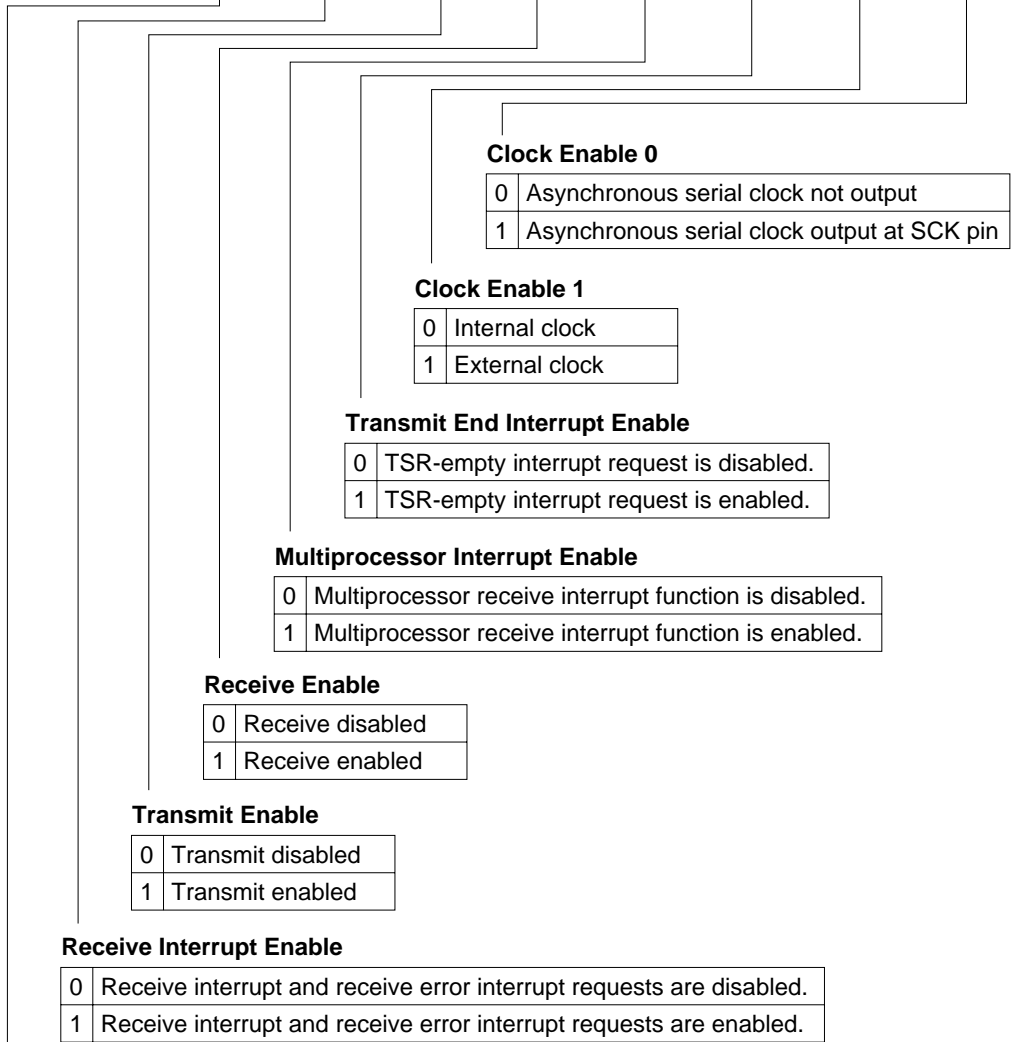 Clock Enable 0
0 Asynchronous serial clock not output
1 Asynchronous serial clock output at SCK pin
Clock Enable 1
0 Internal clock
1 External clock
Transmit End Interrupt Enable
0 TSR-empty interrupt request is disabled.
1 TSR-empty interrupt request is enabled.
Multiprocessor Interrupt Enable
0 Multiprocessor receive interrupt function is disabled.
1 Multiprocessor receive interrupt function is enabled.
Receive Enable
0 Receive disabled
1 Receive enabled
Transmit Enable
0 Transmit disabled
1 Transmit enabled
Receive Interrupt Enable
0 Receive interrupt and receive error interrupt requests are disabled.
1 Receive interrupt and receive error interrupt requests are enabled.